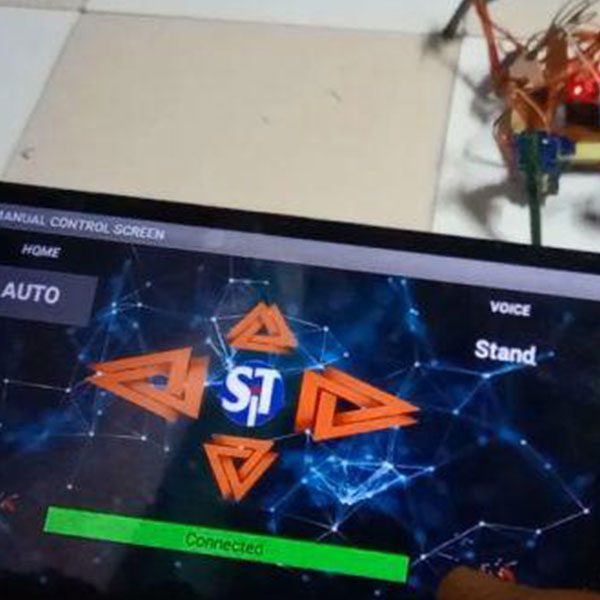 MANUAL CONTROL SCREEN
HOME
AUTO
VOICE
Stand
SiT
Connected